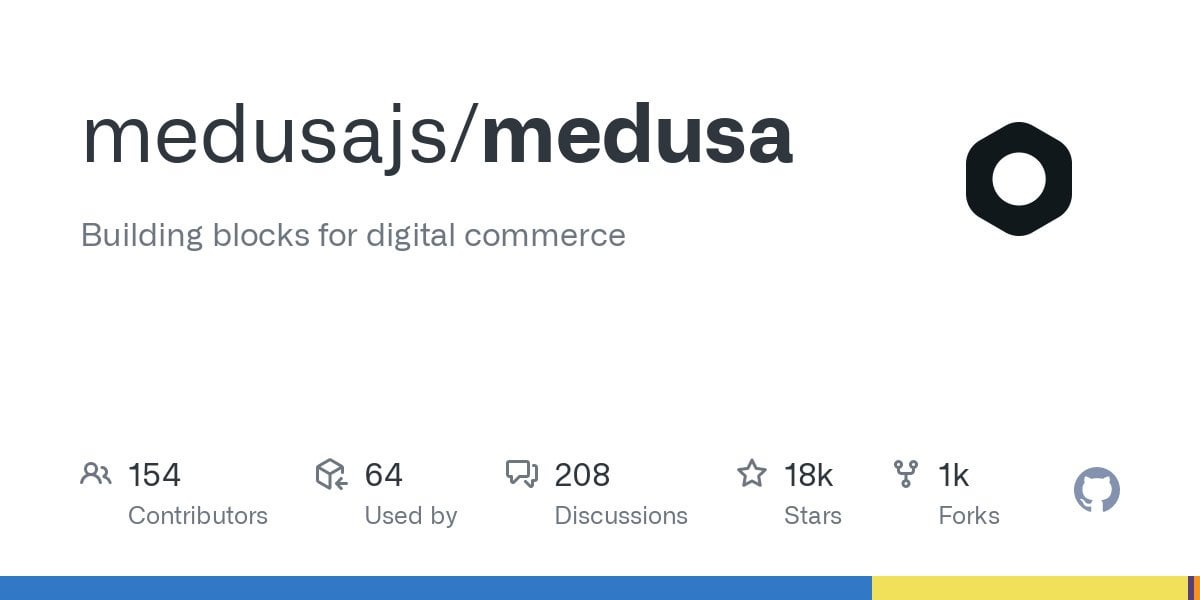 medusajs/medusa
Building blocks for digital commerce
154 64 208 18k 1k
Contributors Used by Discussions Stars Forks